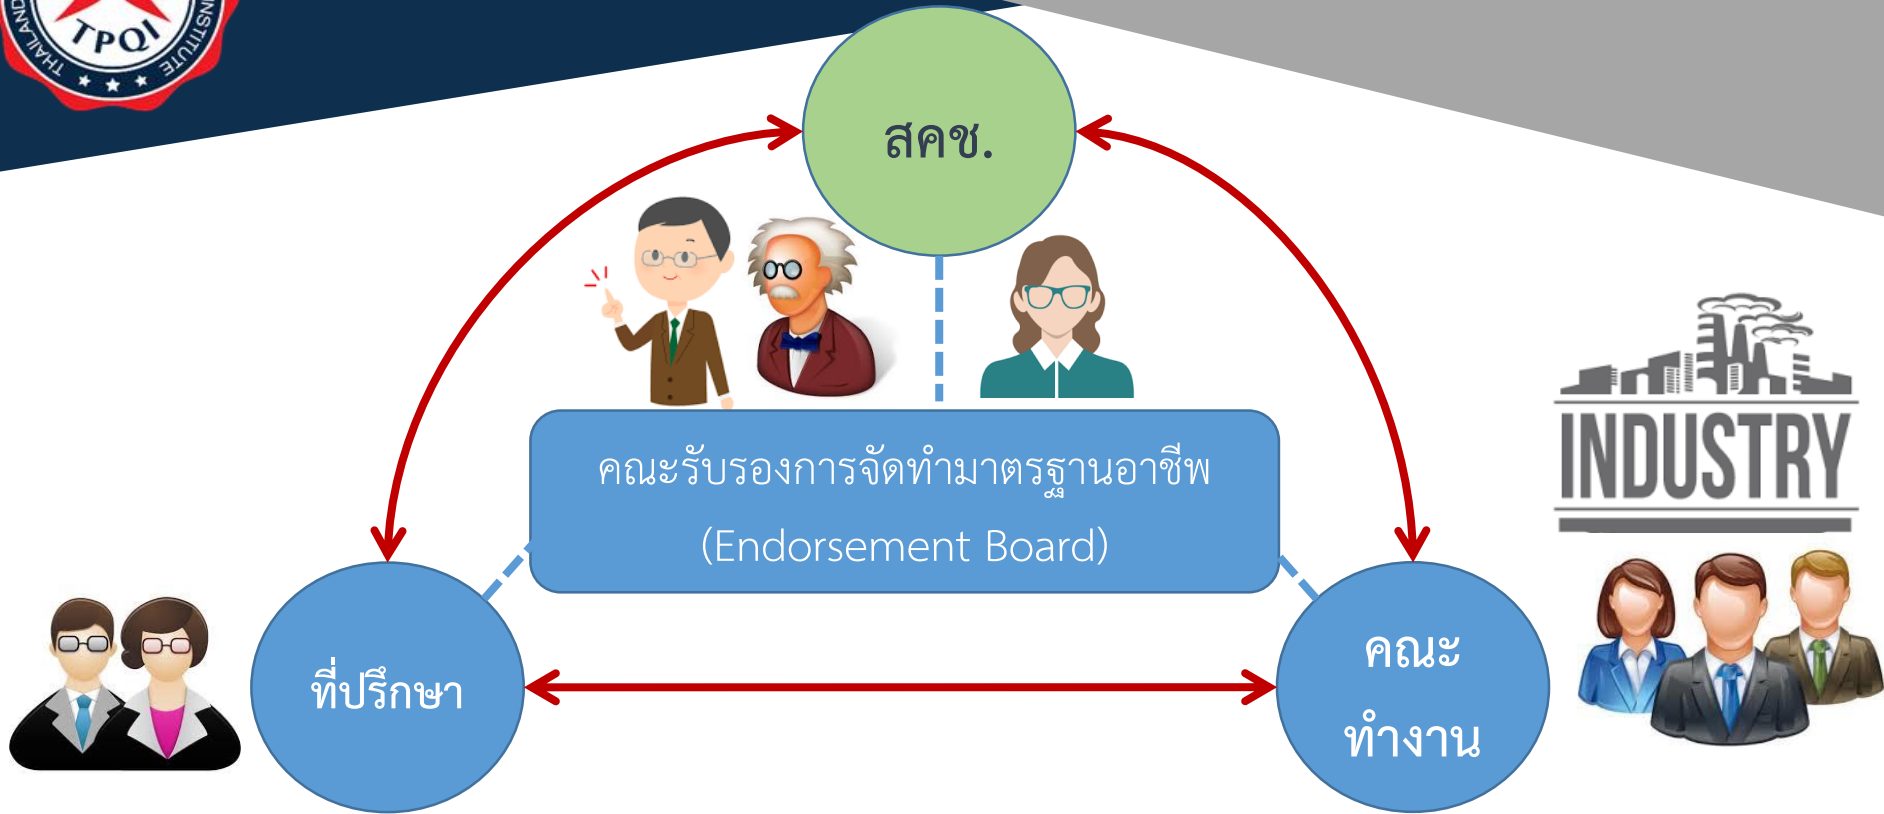 TPQI
THAILAND
INSTITUTE
สคช.
คณะรับรองการจัดทำมาตรฐานอาชีพ
(Endorsement Board)
INDUSTRY
ที่ปรึกษา
คณะ
ทำงาน